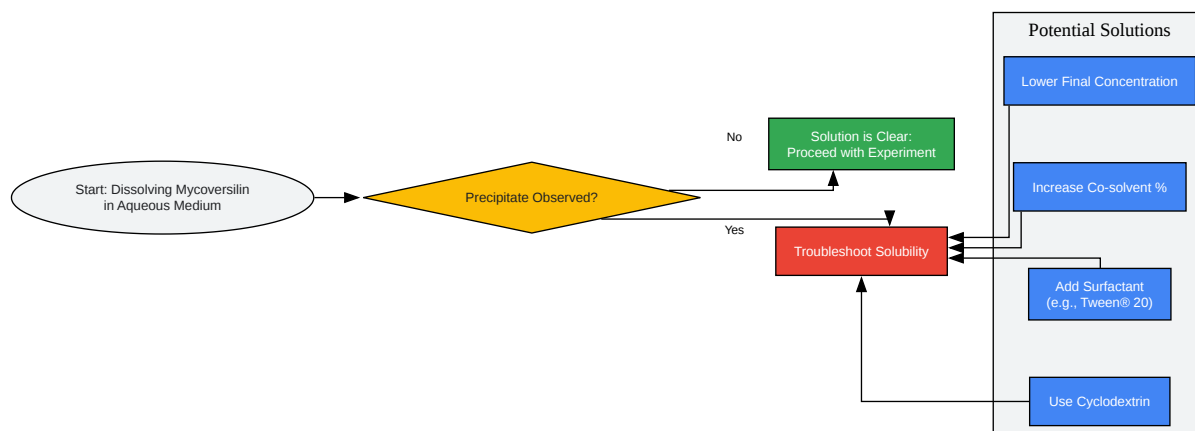 Start: Dissolving Mycoversilin
in Aqueous Medium
Precipitate Observed?
No
Yes
Solution is Clear:
Proceed with Experiment
Troubleshoot Solubility
Potential Solutions
Lower Final Concentration
Increase Co-solvent %
Add Surfactant
(e.g., Tween® 20)
Use Cyclodextrin